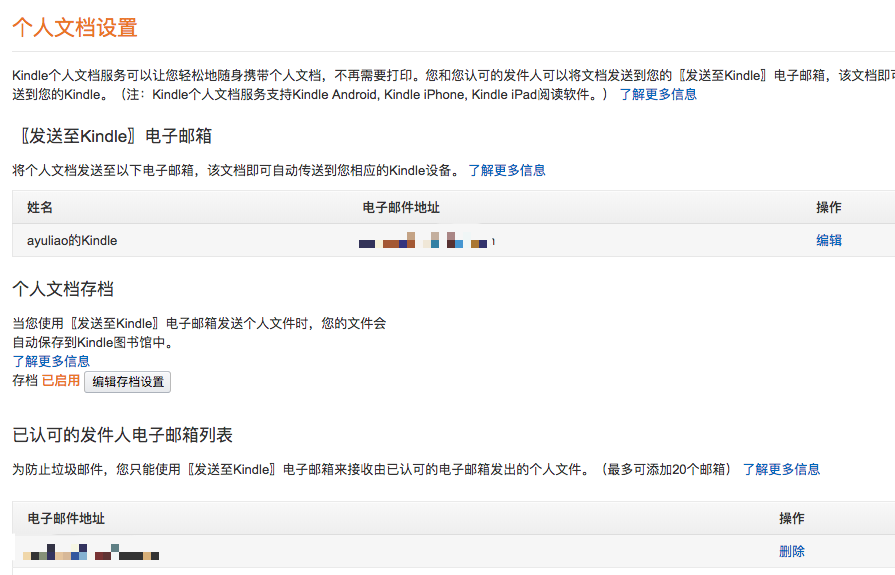 个人文档设置
Kindle个人文档服务可以让您轻松地随身携带个人文档，不再需要打印。您和您认可的发件人可以将文档发送到您的〖发送至Kindle〗电子邮箱，该文档即可
送到您的Kindle。（注：Kindle个人文档服务支持Kindle Android, Kindle iPhone, Kindle iPad阅读软件。） 了解更多信息
〖发送至Kindle〗电子邮箱
将个人文档发送至以下电子邮箱，该文档即可自动传送到您相应的Kindle设备。 了解更多信息
姓名 电子邮件地址 操作
ayuliao的Kindle 编辑
个人文档存档
当您使用〖发送至Kindle〗电子邮箱发送个人文件时，您的文件会
自动保存到Kindle图书馆中。
了解更多信息
存档 已启用 编辑存档设置
已认可的发件人电子邮箱列表
为防止垃圾邮件，您只能使用〖发送至Kindle〗电子邮箱来接收由已认可的电子邮箱发出的个人文件。（最多可添加20个邮箱） 了解更多信息
电子邮件地址 操作
删除